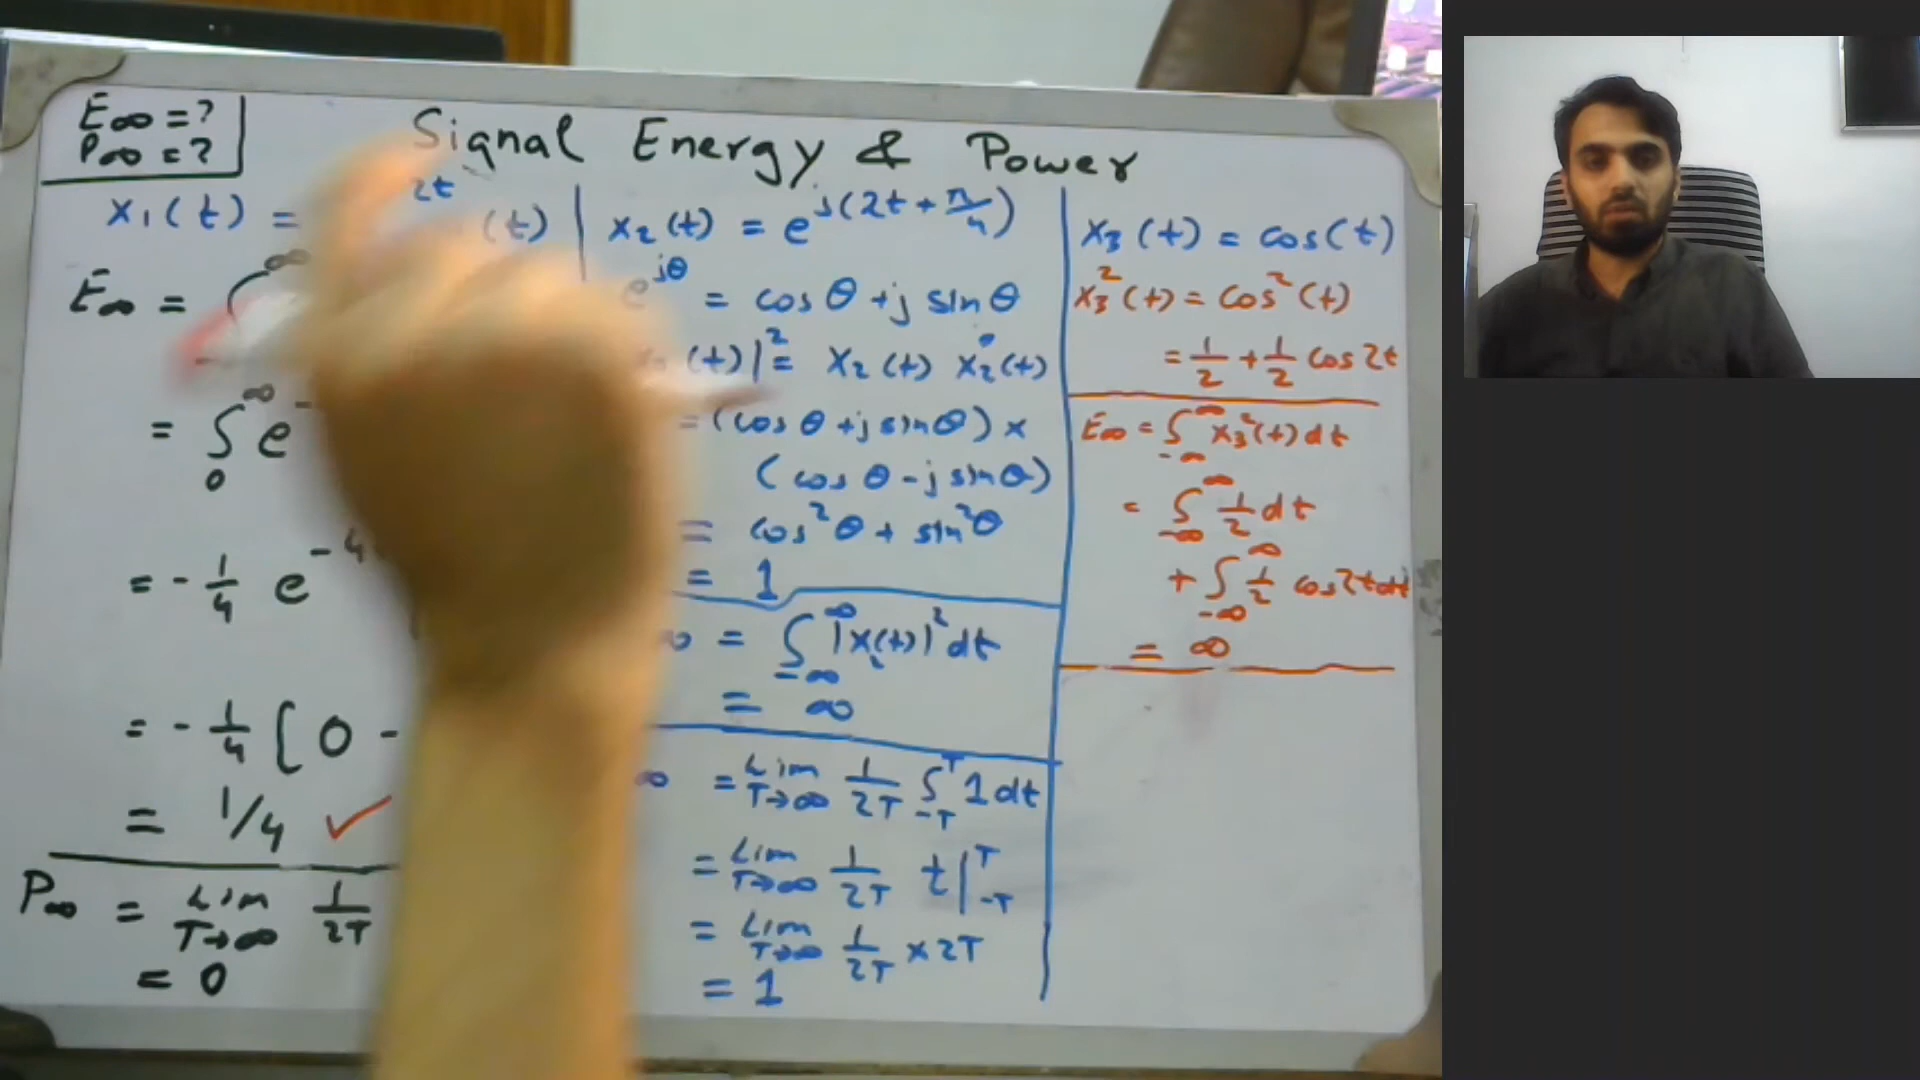 E∞ = ?
P∞ = ?
Signal Energy & Power
x₁(t) = 2t (t)
E∞ = ∫ ∞
= ∫₀^∞ e⁻
= - 1/4 e⁻⁴
= - 1/4 [ 0 -
= 1/4 ✓
P∞ = Lim T→∞ 1/2T
= 0
x₂(t) = e^j(2t + π/4)
e^jθ = cos θ + j sin θ
(t)|² = x₂(t) x₂*(t)
= (cos θ + j sin θ) ×
(cos θ - j sin θ)
= cos² θ + sin² θ
= 1
∞ = ∫_-∞^∞ |x₂(t)|² dt
= ∞
∞ = Lim T→∞ 1/2T ∫_-T^T 1 dt
= Lim T→∞ 1/2T t|_-T^T
= Lim T→∞ 1/2T × 2T
= 1
x₃(t) = cos(t)
x₃²(t) = cos²(t)
= 1/2 + 1/2 cos 2t
E∞ = ∫_-∞^∞ x₃²(t) dt
= ∫_-∞^∞ 1/2 dt
+ ∫_-∞^∞ 1/2 cos 2t dt
= ∞